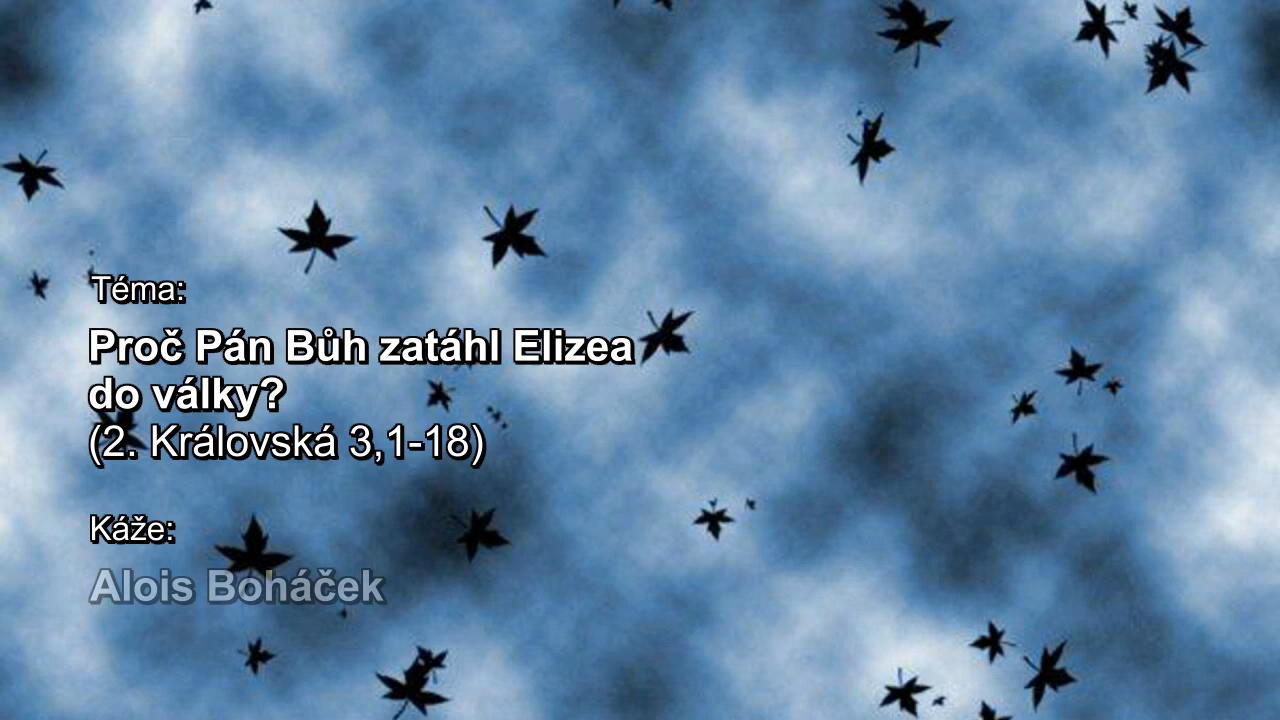 Téma:
Proč Pán Bůh zatáhl Elizea
do války?
(2. Královská 3,1-18)
Káže:
Alois Boháček